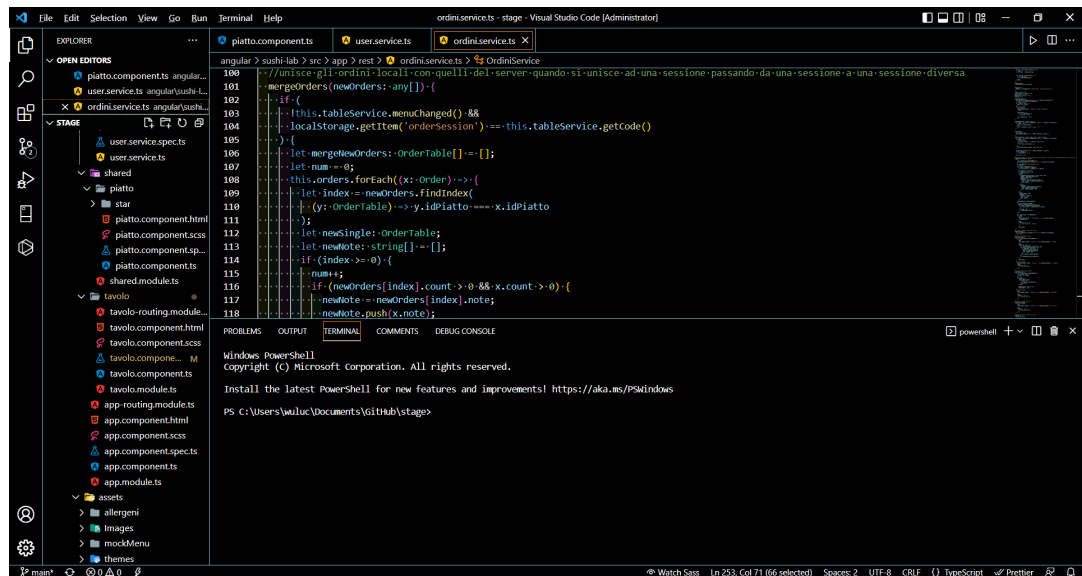 File Edit Selection View Go Run Terminal Help
ordini.service.ts - stage - Visual Studio Code [Administrator]
EXPLORER
OPEN EDITORS
piatto.component.ts angular...
user.service.ts angular\sushi-l...
ordini.service.ts angular\sushi...
STAGE
user.service.spec.ts
user.service.ts
shared
piatto
star
piatto.component.html
piatto.component.scss
piatto.component.sp...
piatto.component.ts
shared.module.ts
tavolo
tavolo-routing.module...
tavolo.component.html
tavolo.component.scss
tavolo.compone... M
tavolo.component.ts
tavolo.module.ts
app-routing.module.ts
app.component.html
app.component.scss
app.component.spec.ts
app.component.ts
app.module.ts
assets
allergeni
Images
mockMenu
themes
piatto.component.ts user.service.ts ordini.service.ts
angular > sushi-lab > src > app > rest > ordini.service.ts > OrdiniService
100 //unisce gli ordini locali con quelli del server quando si unisce ad una sessione passando da una sessione a una sessione diversa
101 mergeOrders(newOrders: any[]) {
102 if (
103 !this.tableService.menuChanged() &&
104 localStorage.getItem('orderSession') == this.tableService.getCode()
105 ) {
106 let mergeNewOrders: OrderTable[] = [];
107 let num = 0;
108 this.orders.forEach((x: Order) => {
109 let index = newOrders.findIndex(
110 (y: OrderTable) => y.idPiatto === x.idPiatto
111 );
112 let newSingle: OrderTable;
113 let newNote: string[] = [];
114 if (index >= 0) {
115 num++;
116 if (newOrders[index].count > 0 && x.count > 0) {
117 newNote = newOrders[index].note;
118 newNote.push(x.note);
PROBLEMS OUTPUT TERMINAL COMMENTS DEBUG CONSOLE
powershell
Windows PowerShell
Copyright (C) Microsoft Corporation. All rights reserved.
Install the latest PowerShell for new features and improvements! https://aka.ms/PSWindows
PS C:\Users\wuluc\Documents\GitHub\stage>
main* 0 0 Watch Sass Ln 253, Col 71 (66 selected) Spaces: 2 UTF-8 CRLF {} TypeScript Prettier